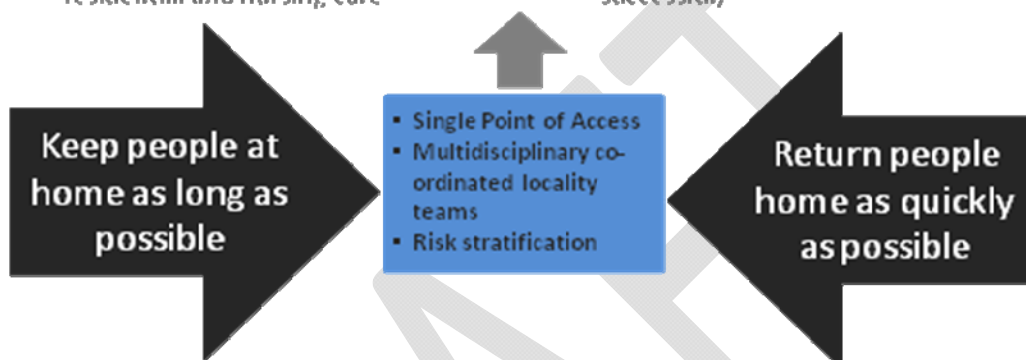 Keep people at
home as long as
possible
▪ Single Point of Access
▪ Multidisciplinary co-
ordinated locality
teams
▪ Risk stratification
Return people
home as quickly
as possible